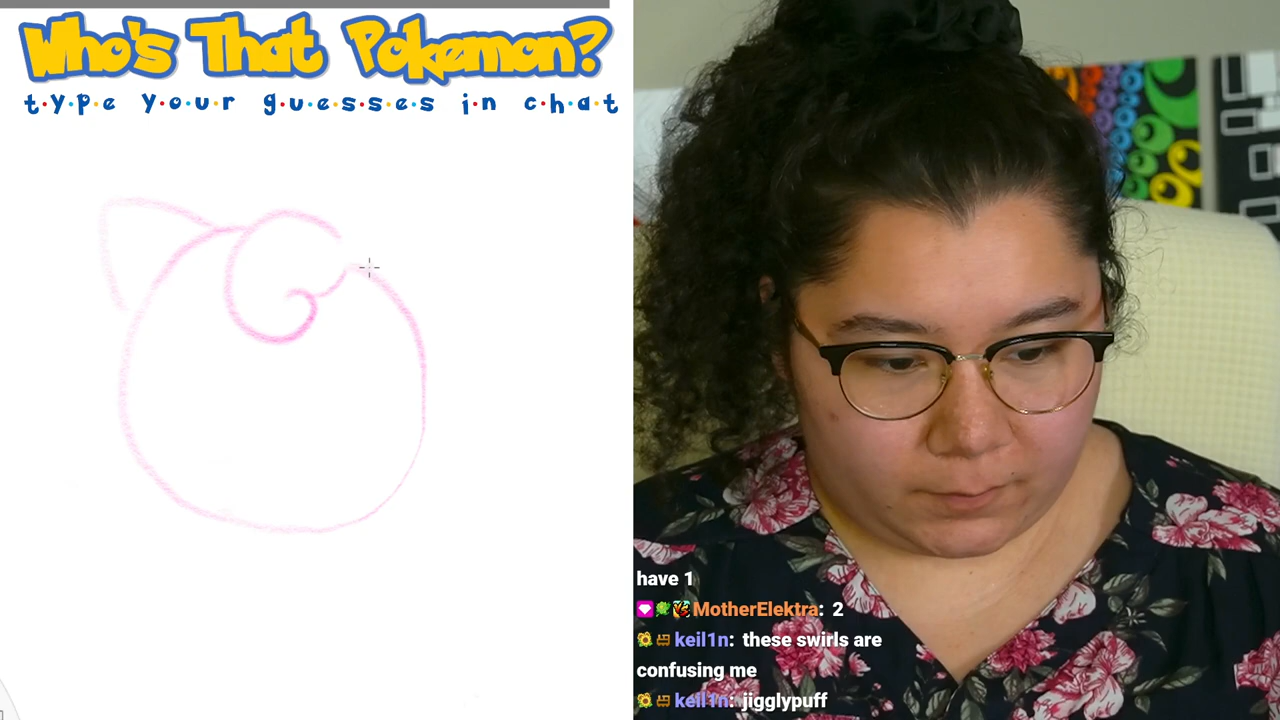 Who's That Pokemon?
type your guesses in chat
have 1
MotherElektra: 2
keil1n: these swirls are
confusing me
keil1n: jigglypuff